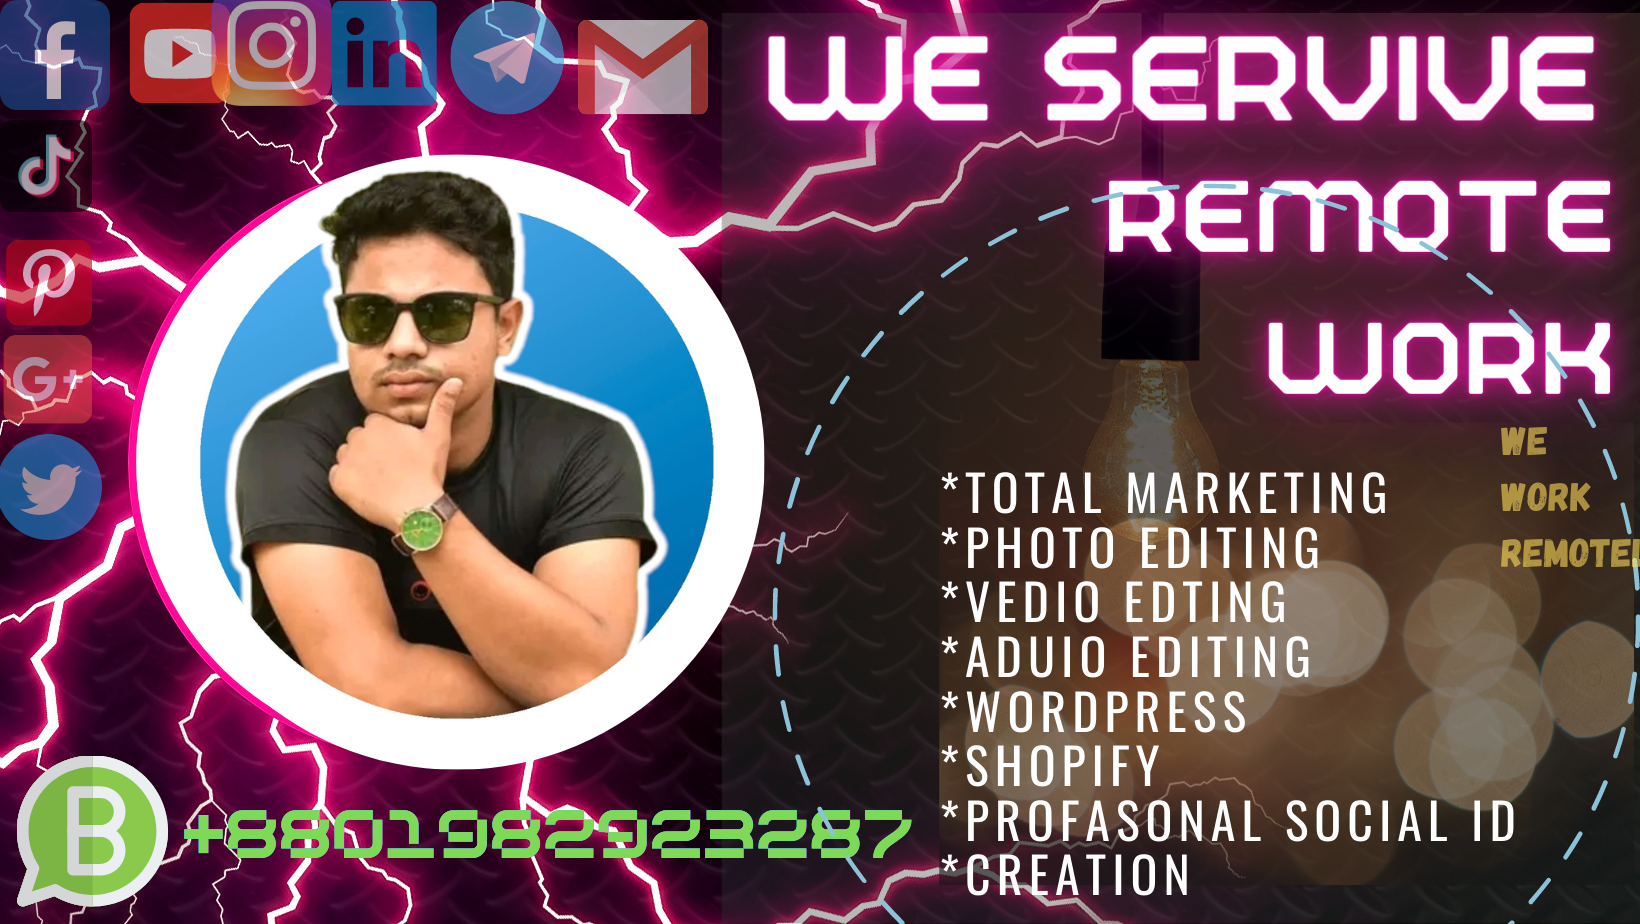 WE SERVIVE
REMOTE
WORK
WE
WORK
REMOTE!
*TOTAL MARKETING
*PHOTO EDITING
*VEDIO EDTING
*ADUIO EDITING
*WORDPRESS
*SHOPIFY
*PROFASONAL SOCIAL ID
*CREATION
+8801982923287